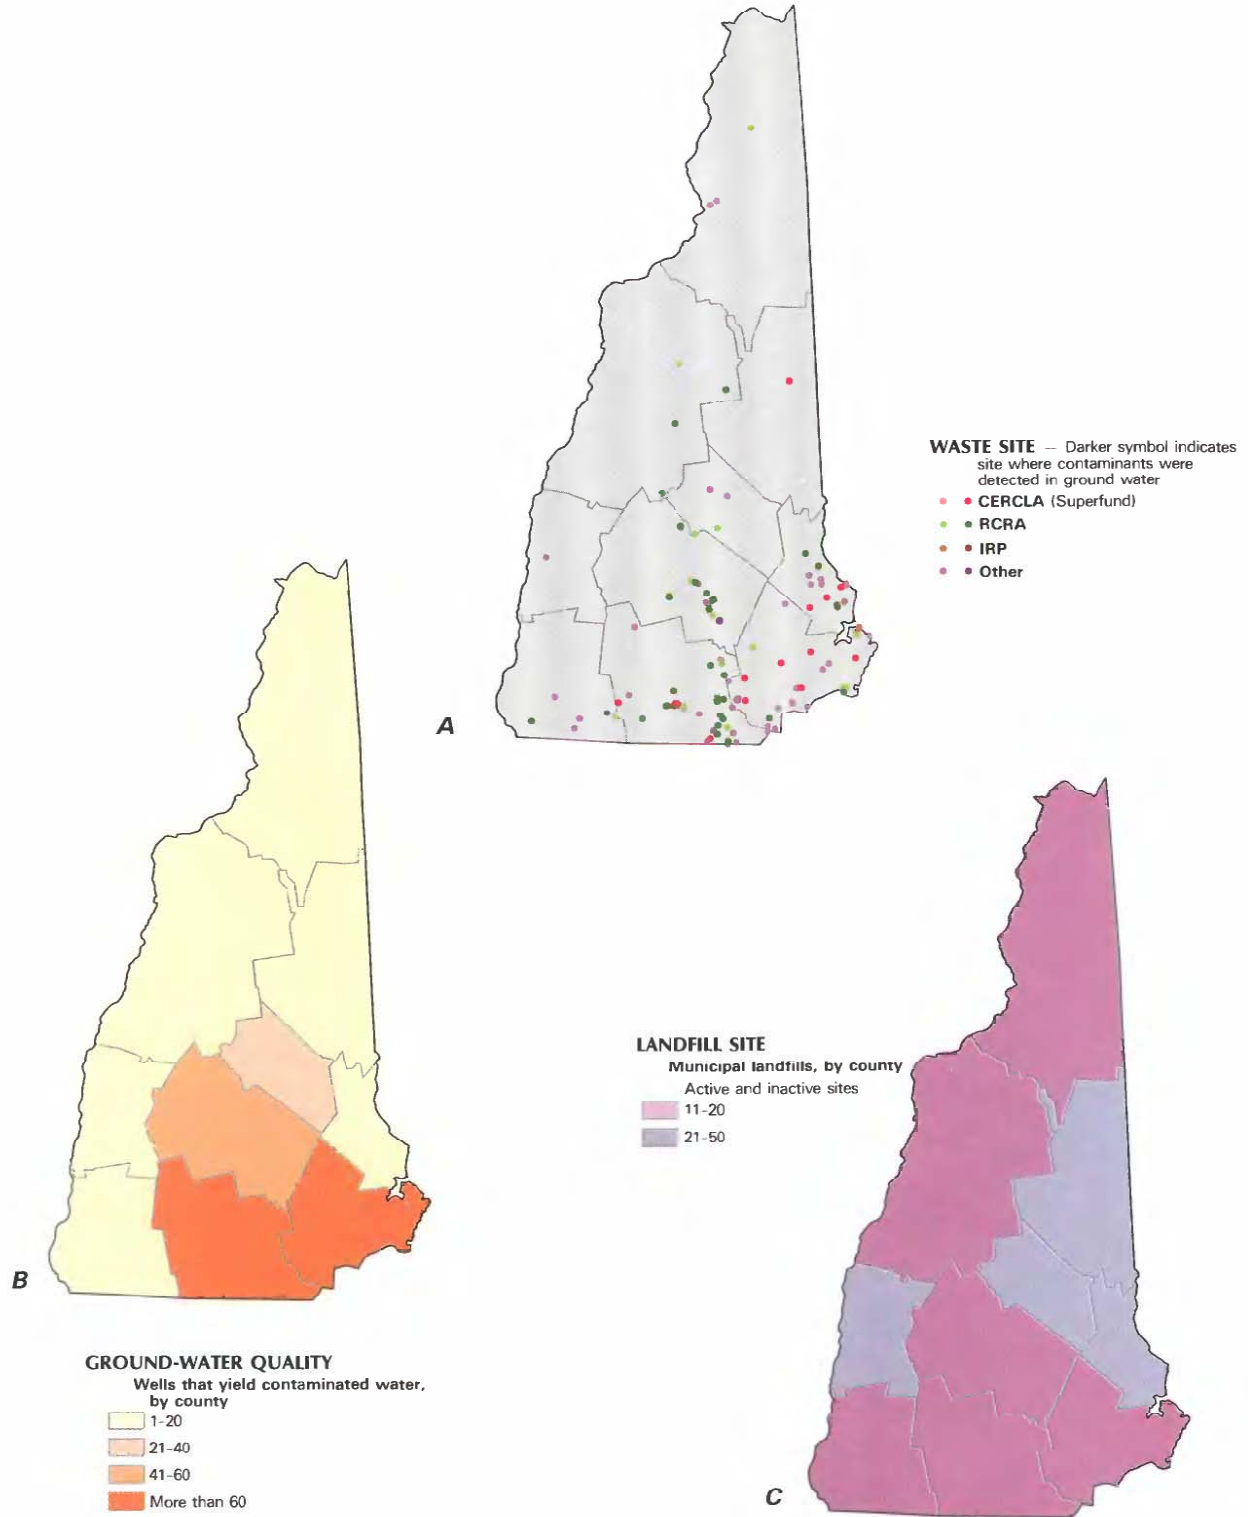 WASTE SITE — Darker symbol indicates
site where contaminants were
detected in ground water
CERCLA (Superfund)
RCRA
IRP
Other
A
B
GROUND-WATER QUALITY
Wells that yield contaminated water,
by county
1-20
21-40
41-60
More than 60
LANDFILL SITE
Municipal landfills, by county
Active and inactive sites
11-20
21-50
C